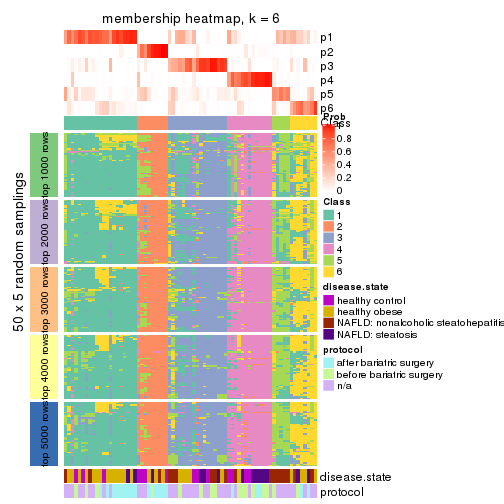 membership heatmap, k = 6
p1
p2
p3
p4
p5
p6
Class
Prob
1
0.8
0.6
0.4
0.2
0
Class
1
2
3
4
5
6
disease.state
healthy control
healthy obese
NAFLD: nonalcoholic steatohepatitis
NAFLD: steatosis
protocol
after bariatric surgery
before bariatric surgery
n/a
50 x 5 random samplings
top 1000 rows
top 2000 rows
top 3000 rows
top 4000 rows
top 5000 rows
disease.state
protocol